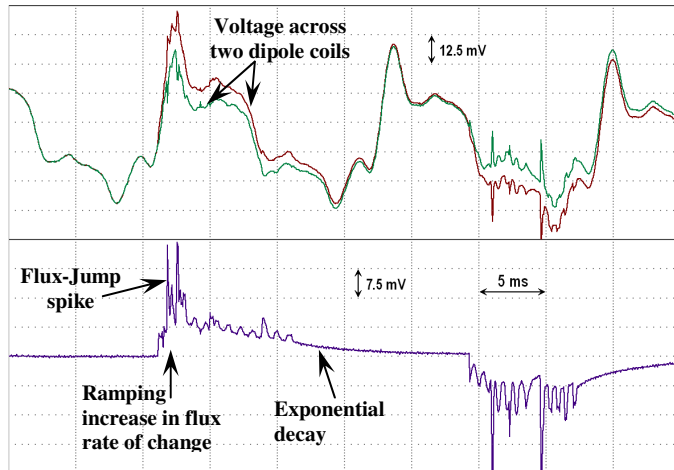 Voltage across
two dipole coils
12.5 mV
Flux-Jump
spike
7.5 mV
5 ms
Ramping
increase in flux
rate of change
Exponential
decay